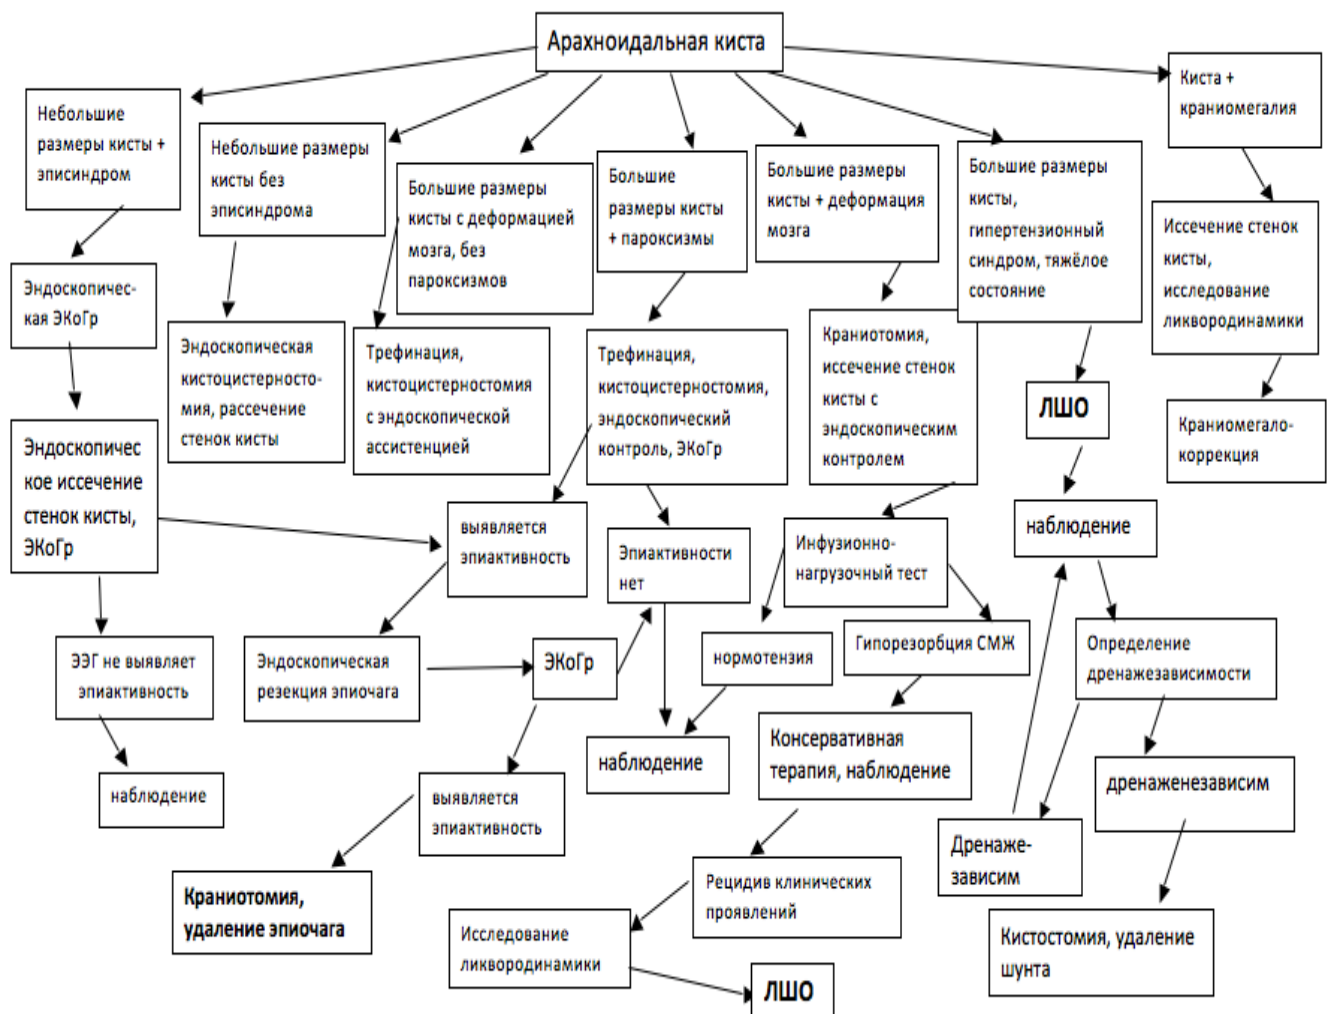 Арахноидальная киста
Киста +
краниомегалия
Небольшие
размеры кисты +
эписиндром
Небольшие размеры
кисты без
эписиндрома
Большие размеры
кисты с деформацией
мозга, без
пароксизмов
Большие
размеры кисты
+ пароксизмы
Большие размеры
кисты + деформация
мозга
Большие размеры
кисты,
гипертензионный
синдром, тяжёлое
состояние
Иссечение стенок
кисты,
исследование
ликвородинамики
Эндоскопичес-
кая ЭКоГр
Эндоскопическая
кистоцистерносто-
мия, рассечение
стенок кисты
Трефинация,
кистоцистерностомия
с эндоскопической
ассистенцией
Трефинация,
кистоцистерностомия,
эндоскопический
контроль, ЭКоГр
Краниотомия,
иссечение стенок
кисты с
эндоскопическим
контролем
ЛШО
Краниомегало-
коррекция
Эндоскопичес
кое иссечение
стенок кисты,
ЭКоГр
выявляется
эпиактивность
Эпиактивности
нет
Инфузионно-
нагрузочный тест
наблюдение
ЭЭГ не выявляет
эпиактивность
Эндоскопическая
резекция эпиочага
ЭКоГр
нормотензия
Гипорезорбция СМЖ
Определение
дренажезависимости
наблюдение
выявляется
эпиактивность
наблюдение
Консервативная
терапия, наблюдение
дренаженезависим
Дренаже-
зависим
Краниотомия,
удаление эпиочага
Рецидив клинических
проявлений
Исследование
ликвородинамики
ЛШО
Кистостомия, удаление
шунта